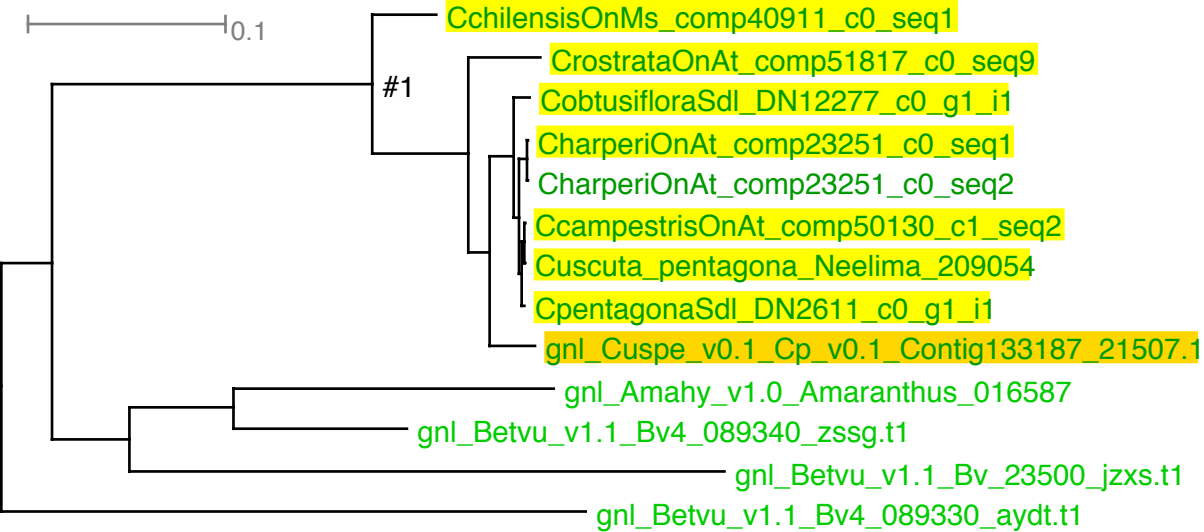 0.1
CchilensisOnMs_comp40911_c0_seq1
CrostrataOnAt_comp51817_c0_seq9
#1
CobtusifloraSdl_DN12277_c0_g1_i1
CharperiOnAt_comp23251_c0_seq1
CharperiOnAt_comp23251_c0_seq2
CcampestrisOnAt_comp50130_c1_seq2
Cuscuta_pentagona_Neelima_209054
CpentagonaSdl_DN2611_c0_g1_i1
gnl_Cuspe_v0.1_Cp_v0.1_Contig133187_21507.1
gnl_Amahy_v1.0_Amaranthus_016587
gnl_Betvu_v1.1_Bv4_089340_zssg.t1
gnl_Betvu_v1.1_Bv_23500_jzxs.t1
gnl_Betvu_v1.1_Bv4_089330_aydt.t1